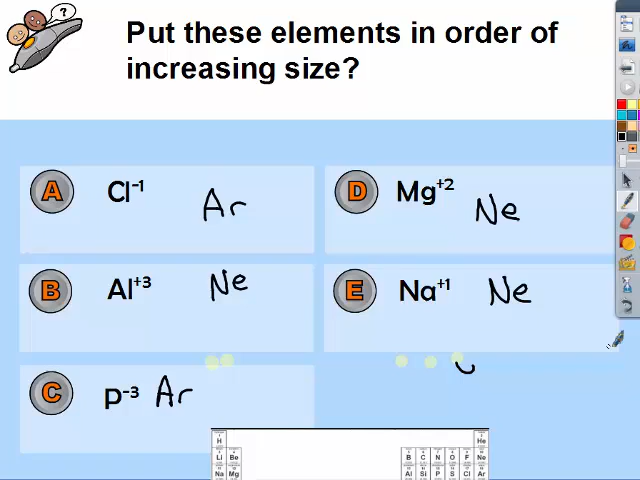 ?
Put these elements in order of
increasing size?
A Cl-1 Ar
D Mg+2 Ne
B Al+3 Ne
E Na+1 Ne
C p-3 Ar
H He
Li Be B C N O F Ne
Na Mg Al Si P S Cl Ar